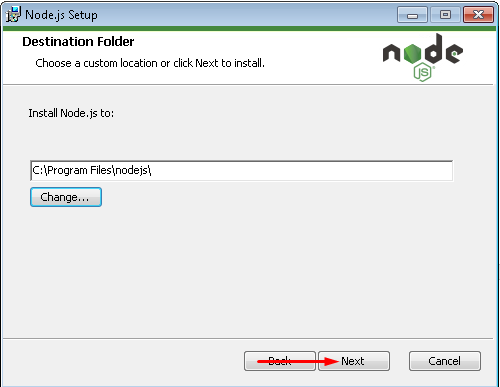 Node.js Setup
Destination Folder
Choose a custom location or click Next to install.
node
JS
Install Node.js to:
C:\Program Files\nodejs\
Change...
Back
Next
Cancel